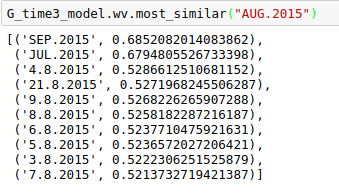 G_time3_model.wv.most_similar("AUG.2015")
[('SEP.2015', 0.6852082014083862),
('JUL.2015', 0.6794805526733398),
('4.8.2015', 0.5286612510681152),
('21.8.2015', 0.5271968245506287),
('9.8.2015', 0.5268226265907288),
('8.8.2015', 0.5258182287216187),
('6.8.2015', 0.5237710475921631),
('5.8.2015', 0.5236572027206421),
('3.8.2015', 0.5222306251525879),
('7.8.2015', 0.5213732719421387)]